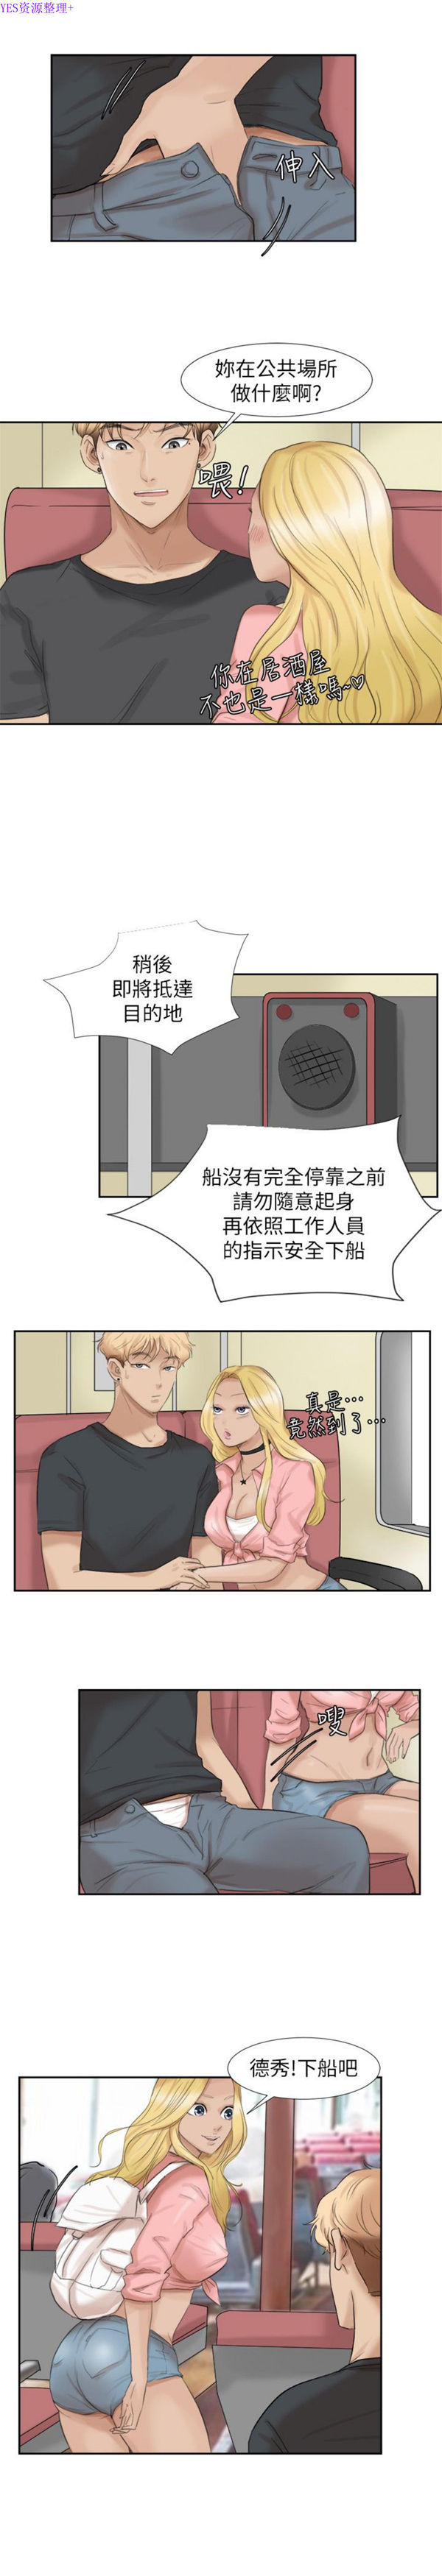 YES资源整理+
伸入
妳在公共場所
做什麼啊?
喂!
你在居酒屋
不也是一樣嗎~♡
稍後
即將抵達
目的地
船沒有完全停靠之前
請勿隨意起身
再依照工作人員
的指示安全下船
真是…
竟然到了…
嗖
德秀!下船吧